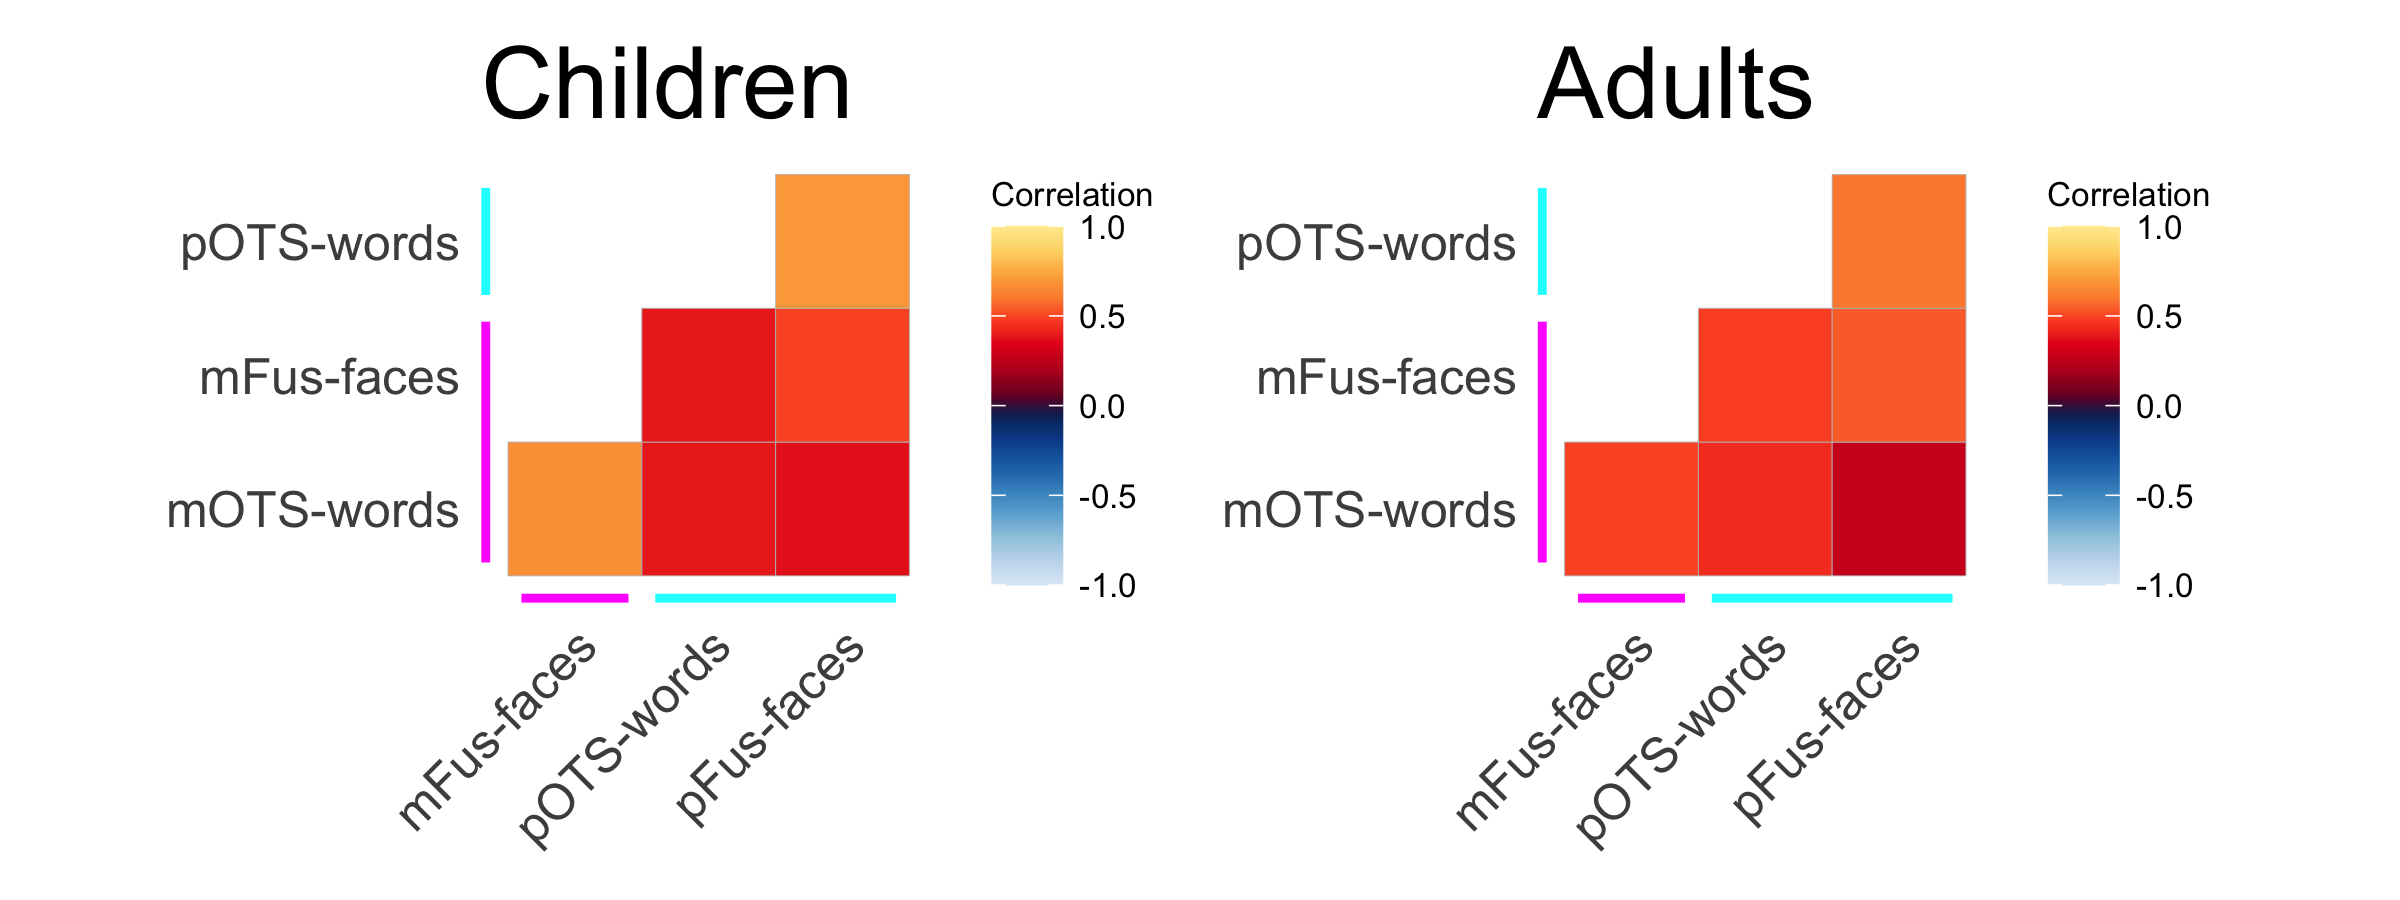 Children
pOTS-words
mFus-faces
mOTS-words
mFus-faces
pOTS-words
pFus-faces
Correlation
1.0
0.5
0.0
-0.5
-1.0
Adults
pOTS-words
mFus-faces
mOTS-words
mFus-faces
pOTS-words
pFus-faces
Correlation
1.0
0.5
0.0
-0.5
-1.0